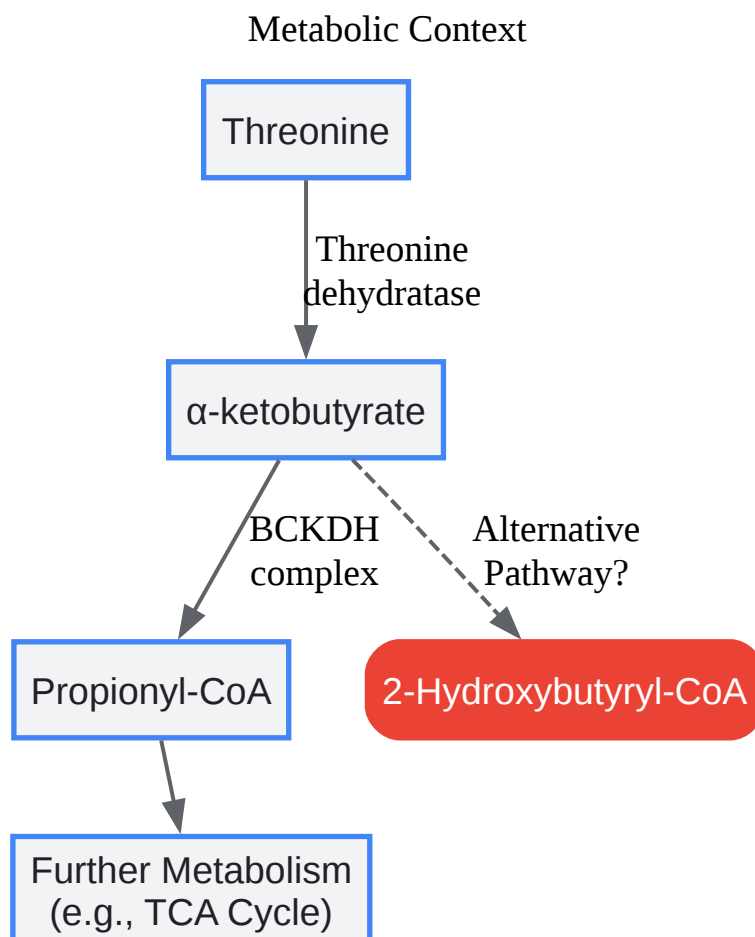 Metabolic Context
Threonine
Threonine
dehydratase
α-ketobutyrate
BCKDH
complex
Alternative
Pathway?
Propionyl-CoA
2-Hydroxybutyryl-CoA
Further Metabolism
(e.g., TCA Cycle)